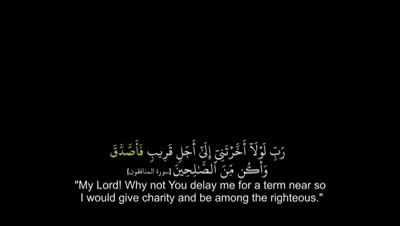 رَبِّ لَوْلَآ أَخَّرْتَنِىٓ إِلَىٰٓ أَجَلٍ قَرِيبٍ فَأَصَّدَّقَ
وَأَكُن مِّنَ ٱلصَّـٰلِحِينَ [سورة المنافقون]
"My Lord! Why not You delay me for a term near so
I would give charity and be among the righteous."